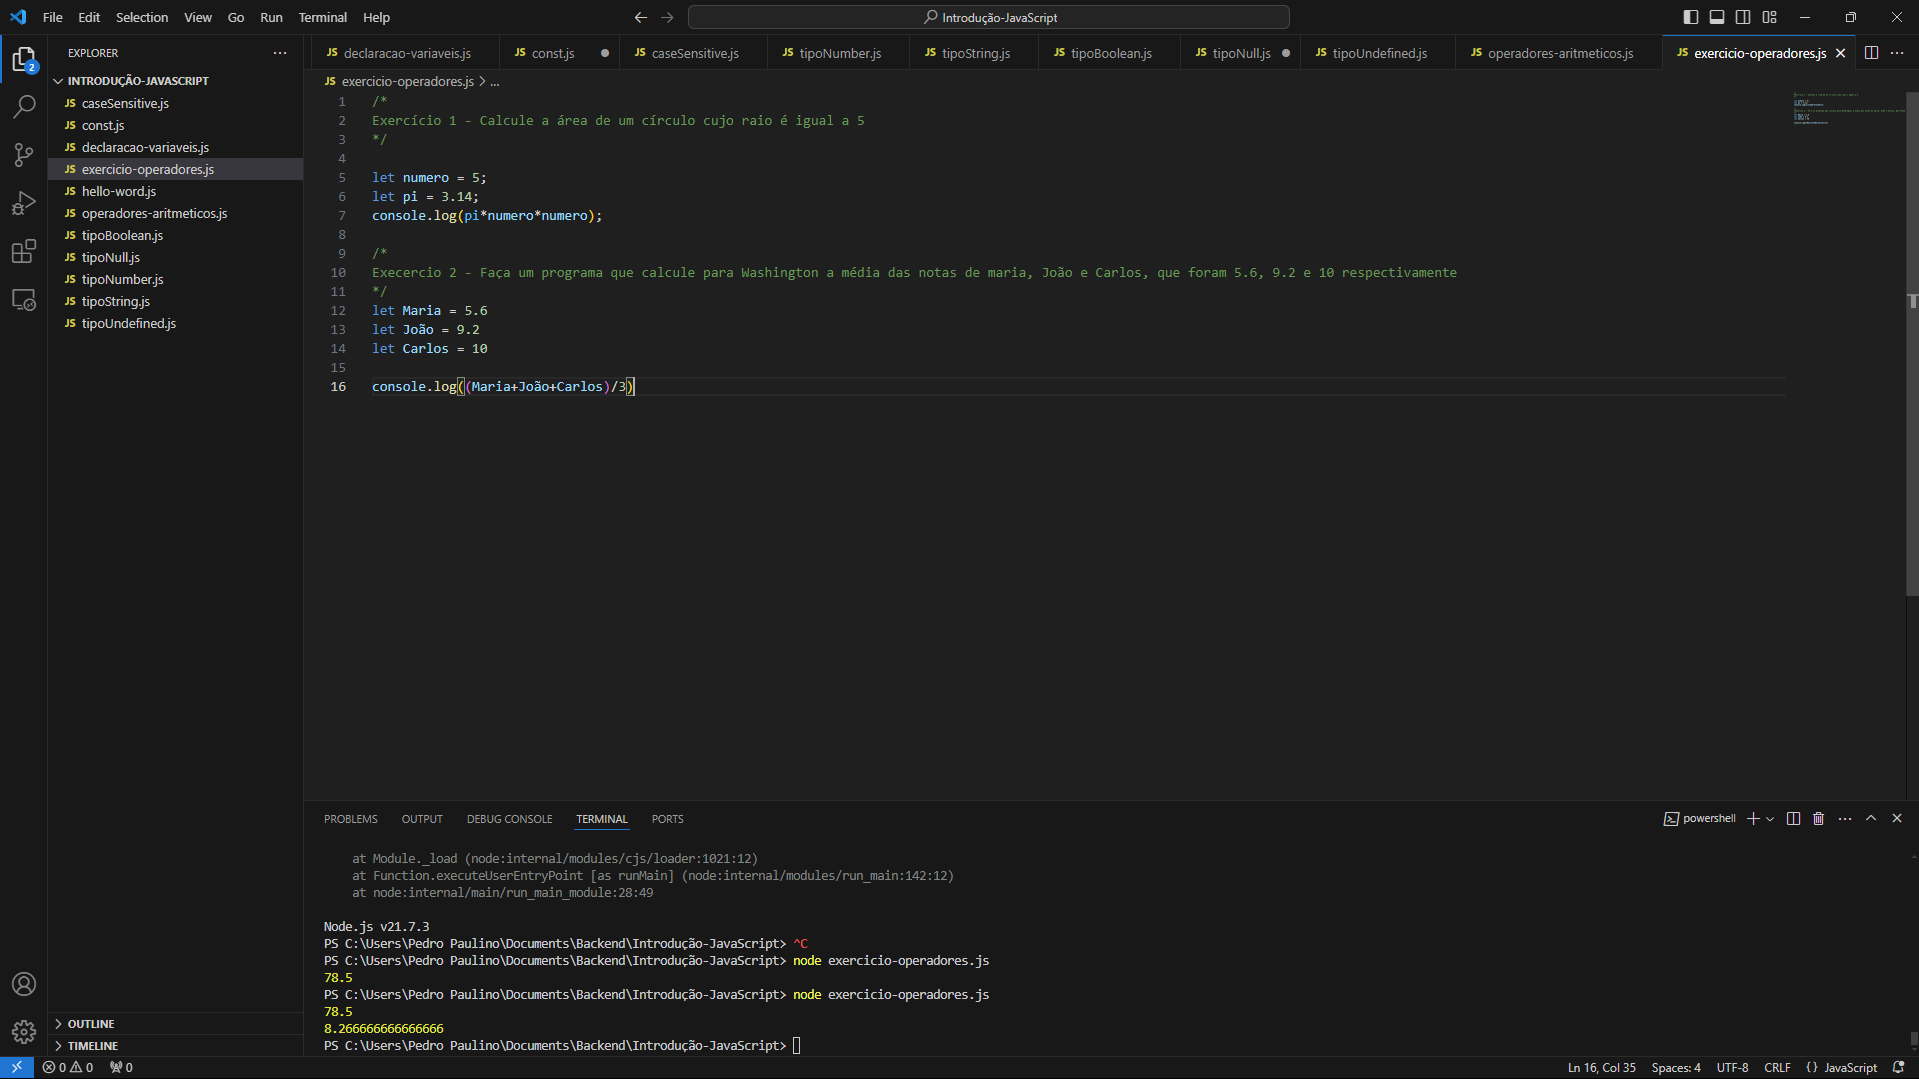 File Edit Selection View Go Run Terminal Help
Introdução-JavaScript
EXPLORER
2
INTRODUÇÃO-JAVASCRIPT
JS caseSensitive.js
JS const.js
JS declaracao-variaveis.js
JS exercicio-operadores.js
JS hello-word.js
JS operadores-aritmeticos.js
JS tipoBoolean.js
JS tipoNull.js
JS tipoNumber.js
JS tipoString.js
JS tipoUndefined.js
OUTLINE
TIMELINE
JS declaracao-variaveis.js JS const.js JS caseSensitive.js JS tipoNumber.js JS tipoString.js JS tipoBoolean.js JS tipoNull.js JS tipoUndefined.js JS operadores-aritmeticos.js JS exercicio-operadores.js
JS exercicio-operadores.js > ...
1 /*
2 Exercício 1 - Calcule a área de um círculo cujo raio é igual a 5
3 */
4
5 let numero = 5;
6 let pi = 3.14;
7 console.log(pi*numero*numero);
8
9 /*
10 Execercio 2 - Faça um programa que calcule para Washington a média das notas de maria, João e Carlos, que foram 5.6, 9.2 e 10 respectivamente
11 */
12 let Maria = 5.6
13 let João = 9.2
14 let Carlos = 10
15
16 console.log((Maria+João+Carlos)/3)
PROBLEMS OUTPUT DEBUG CONSOLE TERMINAL PORTS
powershell
at Module._load (node:internal/modules/cjs/loader:1021:12)
at Function.executeUserEntryPoint [as runMain] (node:internal/modules/run_main:142:12)
at node:internal/main/run_main_module:28:49
Node.js v21.7.3
PS C:\Users\Pedro Paulino\Documents\Backend\Introdução-JavaScript> ^C
PS C:\Users\Pedro Paulino\Documents\Backend\Introdução-JavaScript> node exercicio-operadores.js
78.5
PS C:\Users\Pedro Paulino\Documents\Backend\Introdução-JavaScript> node exercicio-operadores.js
78.5
8.266666666666666
PS C:\Users\Pedro Paulino\Documents\Backend\Introdução-JavaScript>
0 0 0
Ln 16, Col 35 Spaces: 4 UTF-8 CRLF {} JavaScript